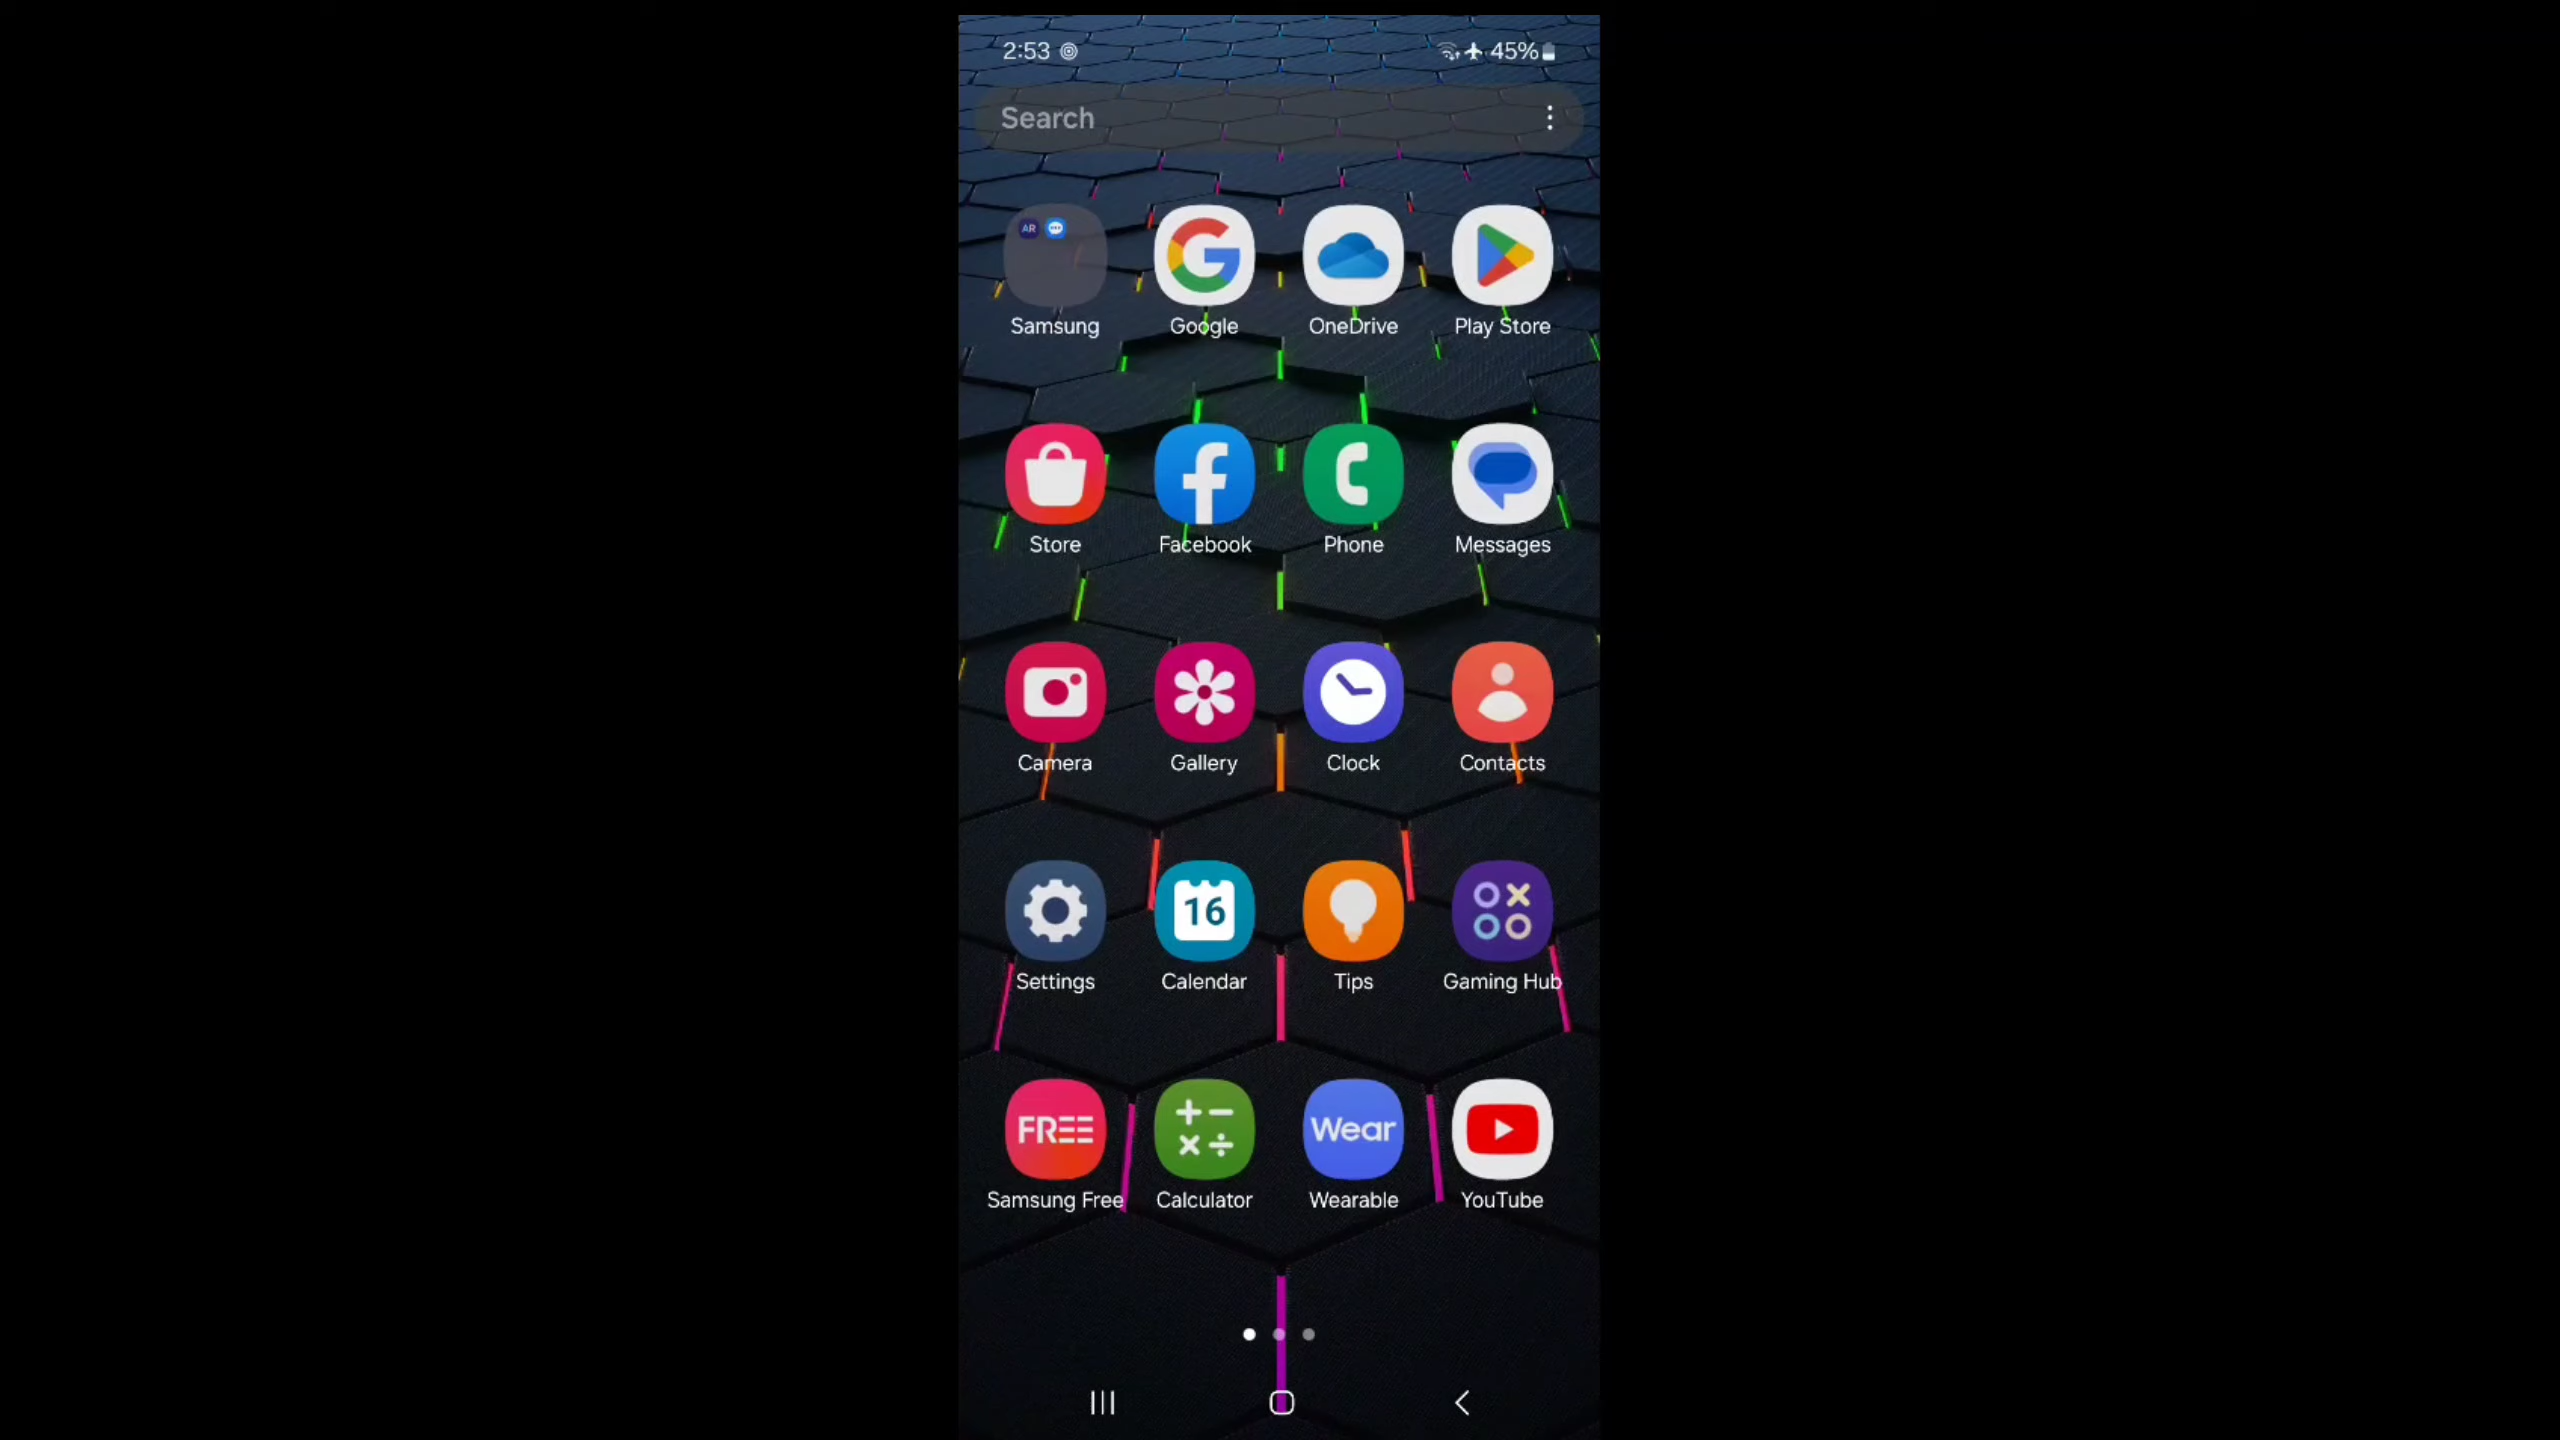 2:53 45%
Search
AR
Samsung Google OneDrive Play Store
Store Facebook Phone Messages
Camera Gallery Clock Contacts
16
Settings Calendar Tips Gaming Hub
FREE Wear
Samsung Free Calculator Wearable YouTube